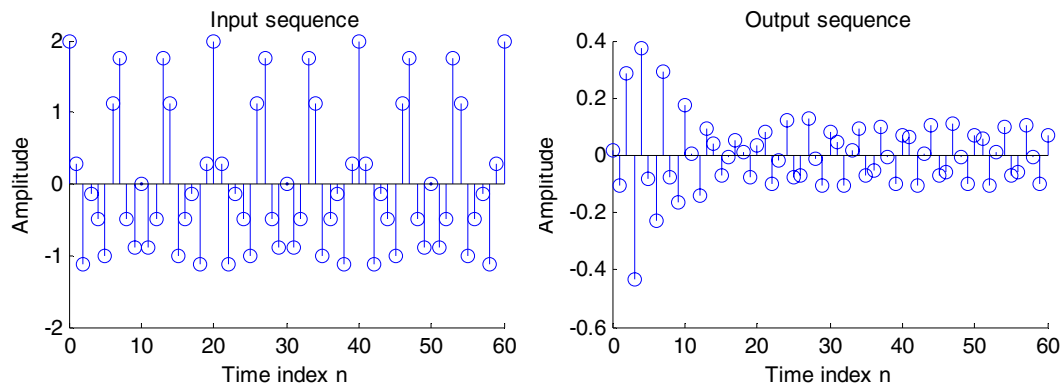 Input sequence
2
1
0
-1
-2
Amplitude
0 10 20 30 40 50 60
Time index n
Output sequence
0.4
0.2
0
-0.2
-0.4
-0.6
Amplitude
0 10 20 30 40 50 60
Time index n